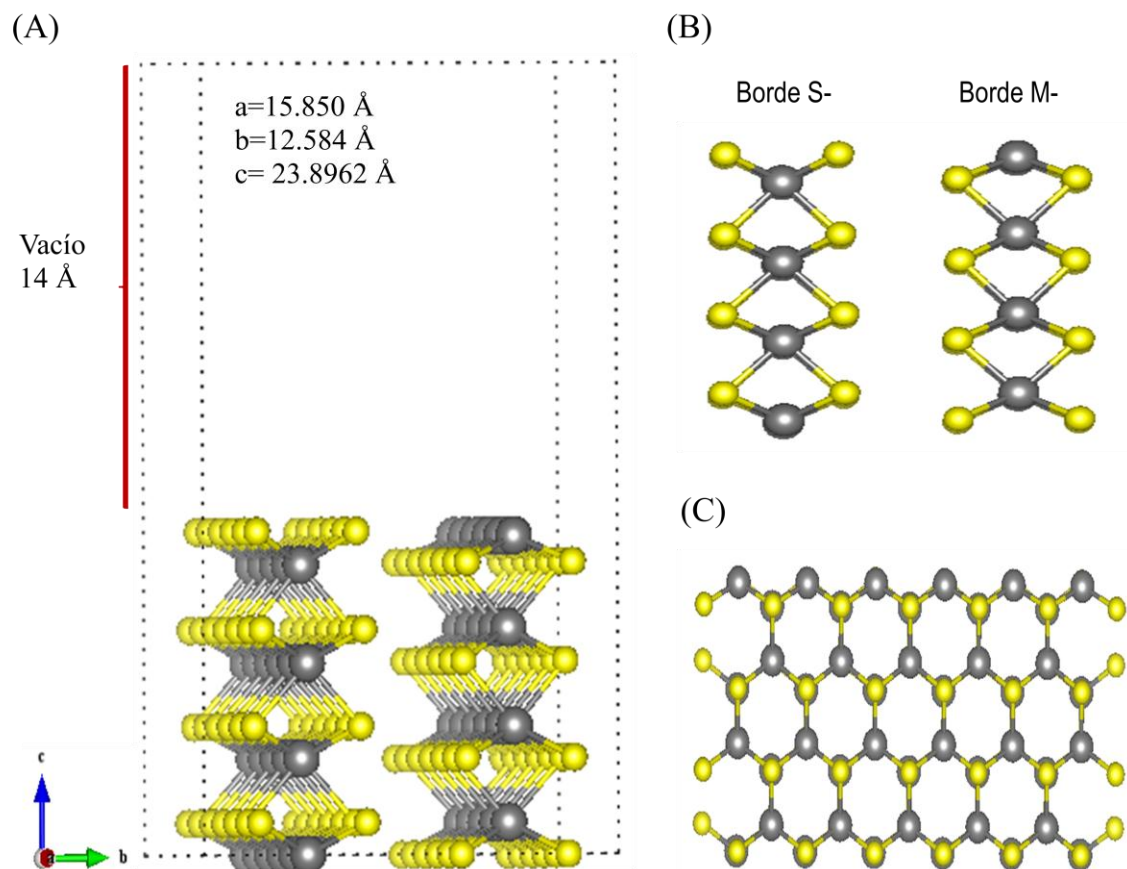 (A)
a=15.850 Å
b=12.584 Å
c= 23.8962 Å
Vacío
14 Å
c
a
b
(B)
Borde S-
Borde M-
(C)